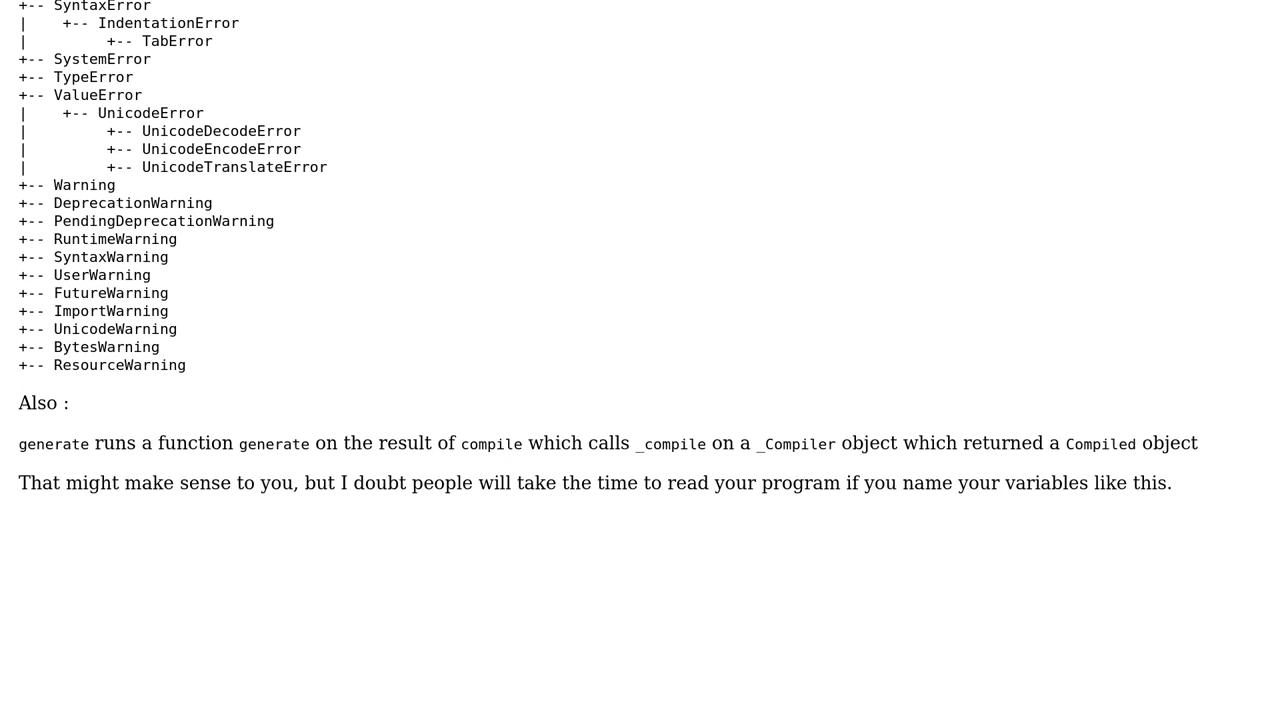 +-- SyntaxError
|    +-- IndentationError
|         +-- TabError
+-- SystemError
+-- TypeError
+-- ValueError
|    +-- UnicodeError
|         +-- UnicodeDecodeError
|         +-- UnicodeEncodeError
|         +-- UnicodeTranslateError
+-- Warning
+-- DeprecationWarning
+-- PendingDeprecationWarning
+-- RuntimeWarning
+-- SyntaxWarning
+-- UserWarning
+-- FutureWarning
+-- ImportWarning
+-- UnicodeWarning
+-- BytesWarning
+-- ResourceWarning
Also :
generate runs a function generate on the result of compile which calls _compile on a _Compiler object which returned a Compiled object
That might make sense to you, but I doubt people will take the time to read your program if you name your variables like this.